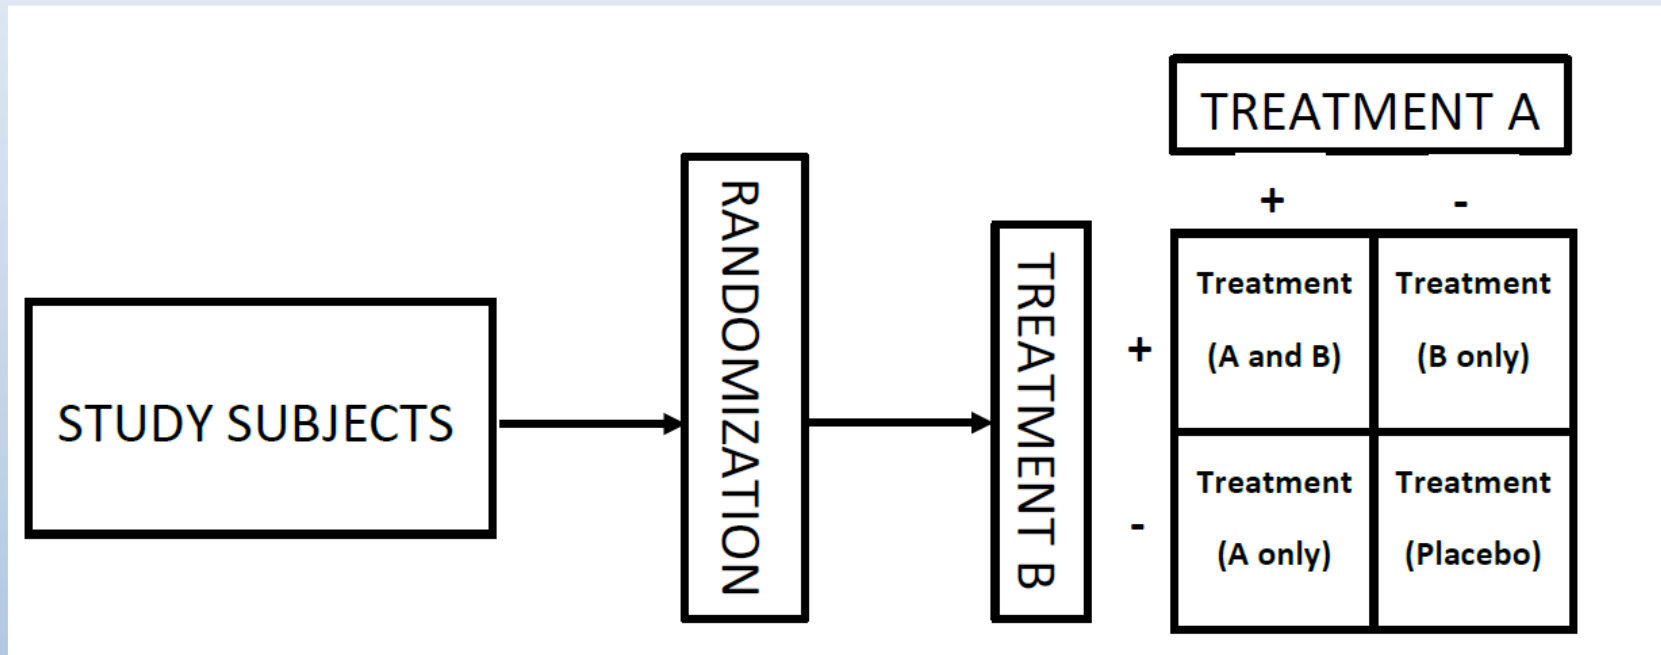 TREATMENT A
+ -
STUDY SUBJECTS
RANDOMIZATION
TREATMENT B
+
Treatment
(A and B)
Treatment
(B only)
-
Treatment
(A only)
Treatment
(Placebo)